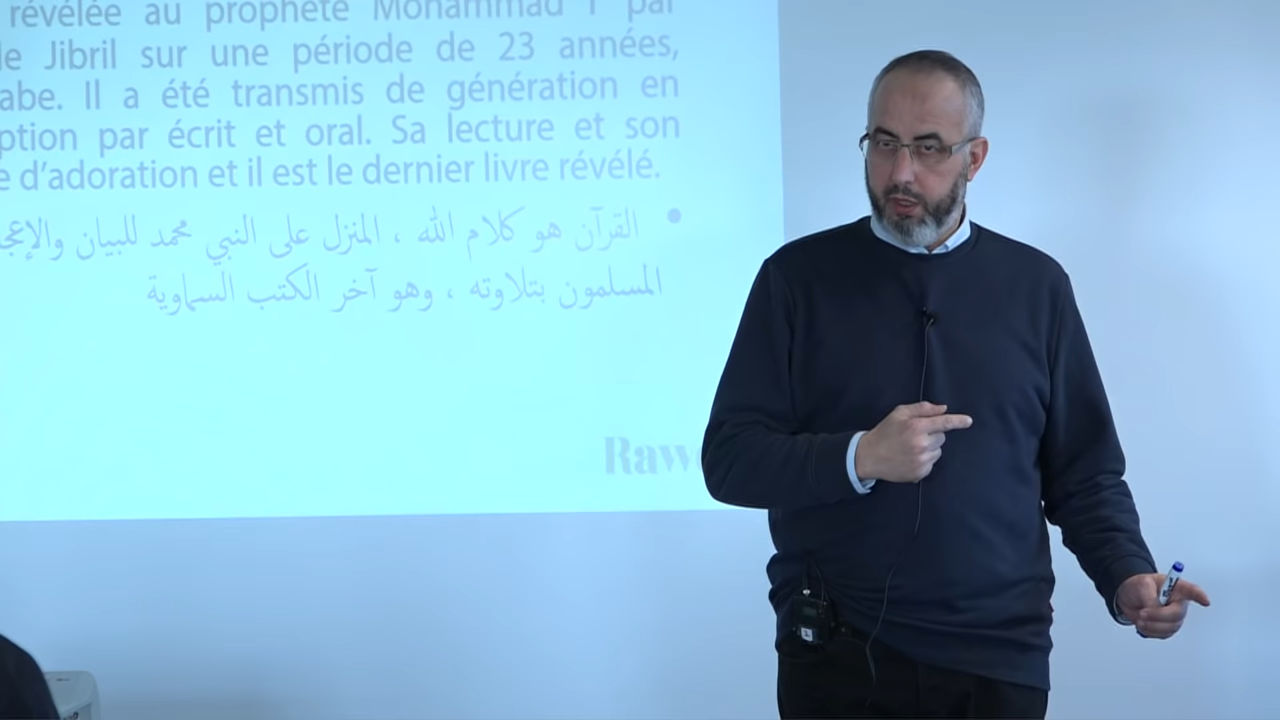 révélée au prophète Mohammad r par
le Jibril sur une période de 23 années,
abe. Il a été transmis de génération en
ption par écrit et oral. Sa lecture et son
e d’adoration et il est le dernier livre révélé.
• القرآن هو كلام الله ، المنزل على النبي محمد للبيان والإعجـ
المسلمون بتلاوته ، وهو آخر الكتب السماوية
Raw